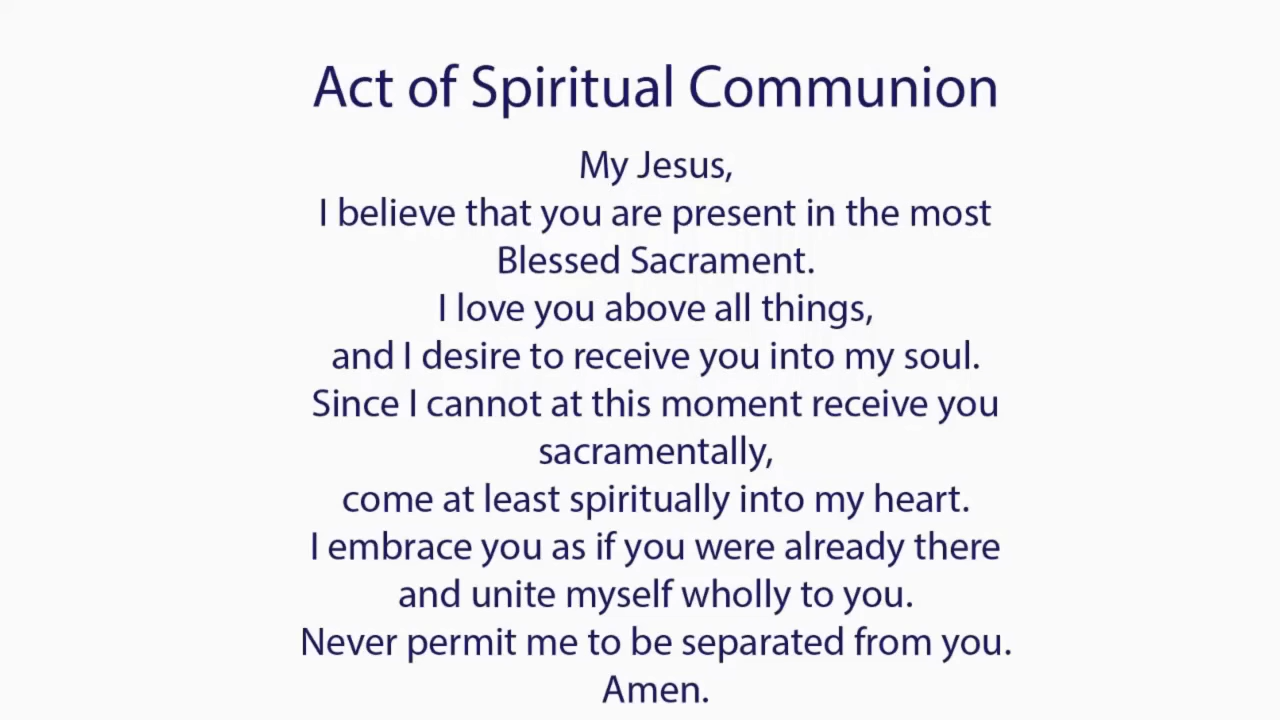 Act of Spiritual Communion
My Jesus,
I believe that you are present in the most
Blessed Sacrament.
I love you above all things,
and I desire to receive you into my soul.
Since I cannot at this moment receive you
sacramentally,
come at least spiritually into my heart.
I embrace you as if you were already there
and unite myself wholly to you.
Never permit me to be separated from you.
Amen.